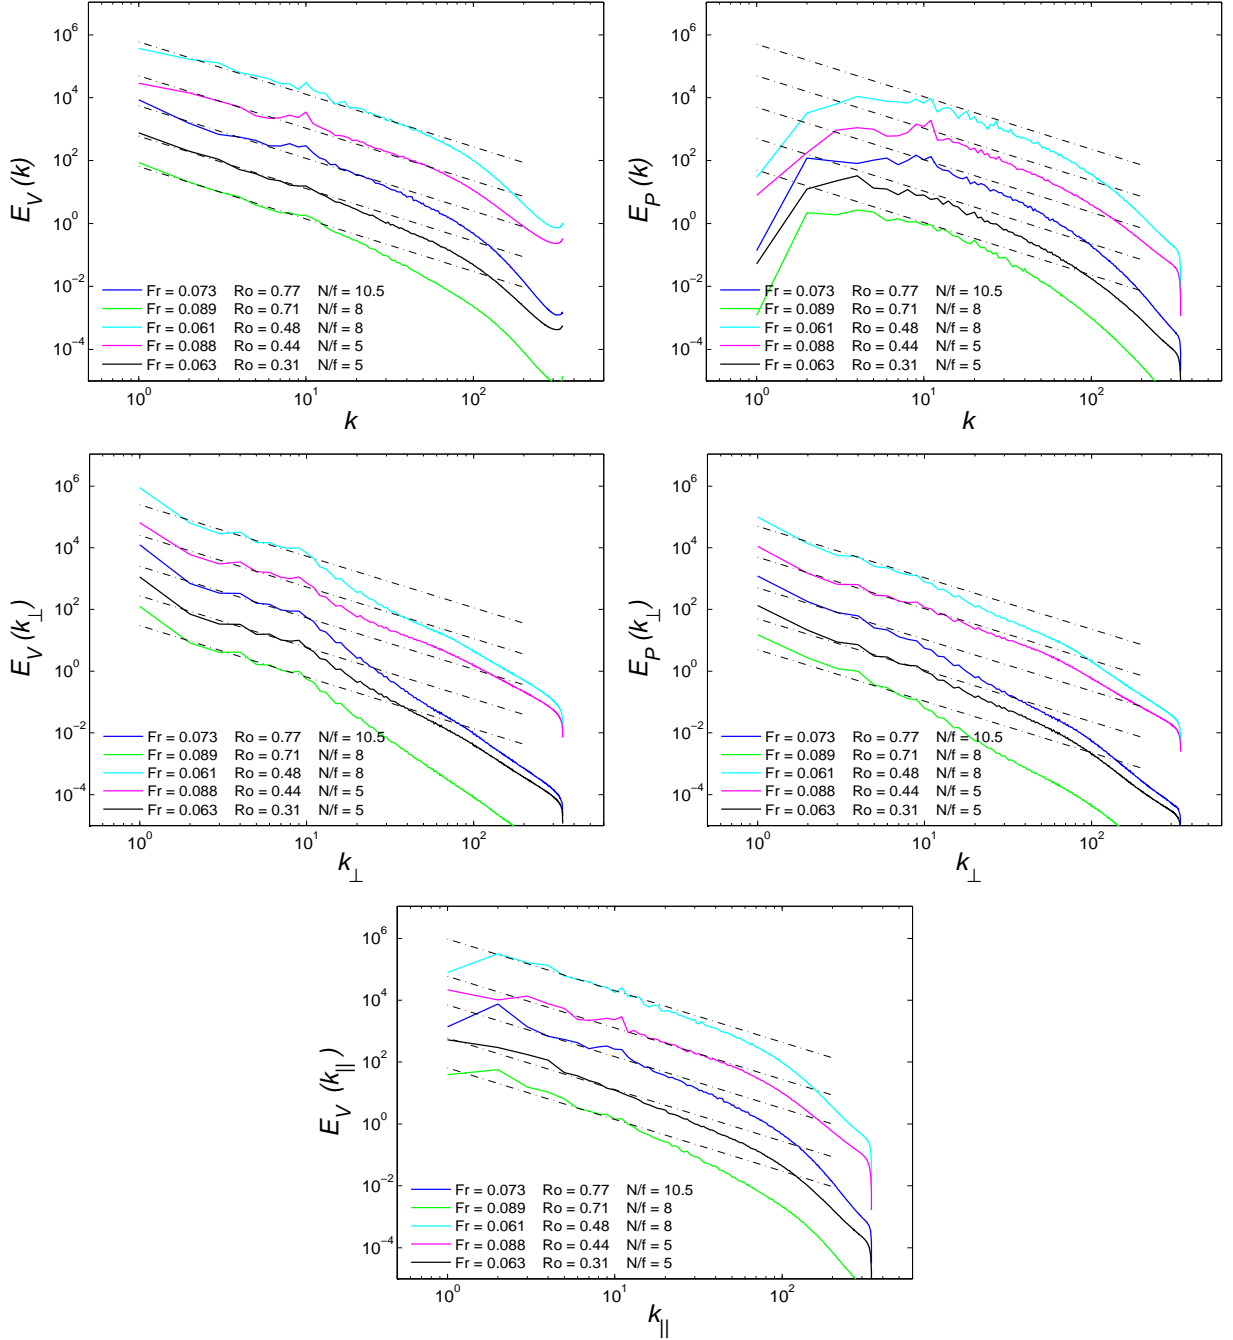 10^6
10^4
10^2
10^0
10^−2
10^−4
E_V (k)
Fr = 0.073 Ro = 0.77 N/f = 10.5
Fr = 0.089 Ro = 0.71 N/f = 8
Fr = 0.061 Ro = 0.48 N/f = 8
Fr = 0.088 Ro = 0.44 N/f = 5
Fr = 0.063 Ro = 0.31 N/f = 5
10^0 10^1 10^2
k
10^6
10^4
10^2
10^0
10^−2
10^−4
E_P (k)
Fr = 0.073 Ro = 0.77 N/f = 10.5
Fr = 0.089 Ro = 0.71 N/f = 8
Fr = 0.061 Ro = 0.48 N/f = 8
Fr = 0.088 Ro = 0.44 N/f = 5
Fr = 0.063 Ro = 0.31 N/f = 5
10^0 10^1 10^2
k
10^6
10^4
10^2
10^0
10^−2
10^−4
E_V (k_⊥)
Fr = 0.073 Ro = 0.77 N/f = 10.5
Fr = 0.089 Ro = 0.71 N/f = 8
Fr = 0.061 Ro = 0.48 N/f = 8
Fr = 0.088 Ro = 0.44 N/f = 5
Fr = 0.063 Ro = 0.31 N/f = 5
10^0 10^1 10^2
k_⊥
10^6
10^4
10^2
10^0
10^−2
10^−4
E_P (k_⊥)
Fr = 0.073 Ro = 0.77 N/f = 10.5
Fr = 0.089 Ro = 0.71 N/f = 8
Fr = 0.061 Ro = 0.48 N/f = 8
Fr = 0.088 Ro = 0.44 N/f = 5
Fr = 0.063 Ro = 0.31 N/f = 5
10^0 10^1 10^2
k_⊥
10^6
10^4
10^2
10^0
10^−2
10^−4
E_V (k_||)
Fr = 0.073 Ro = 0.77 N/f = 10.5
Fr = 0.089 Ro = 0.71 N/f = 8
Fr = 0.061 Ro = 0.48 N/f = 8
Fr = 0.088 Ro = 0.44 N/f = 5
Fr = 0.063 Ro = 0.31 N/f = 5
10^0 10^1 10^2
k_||